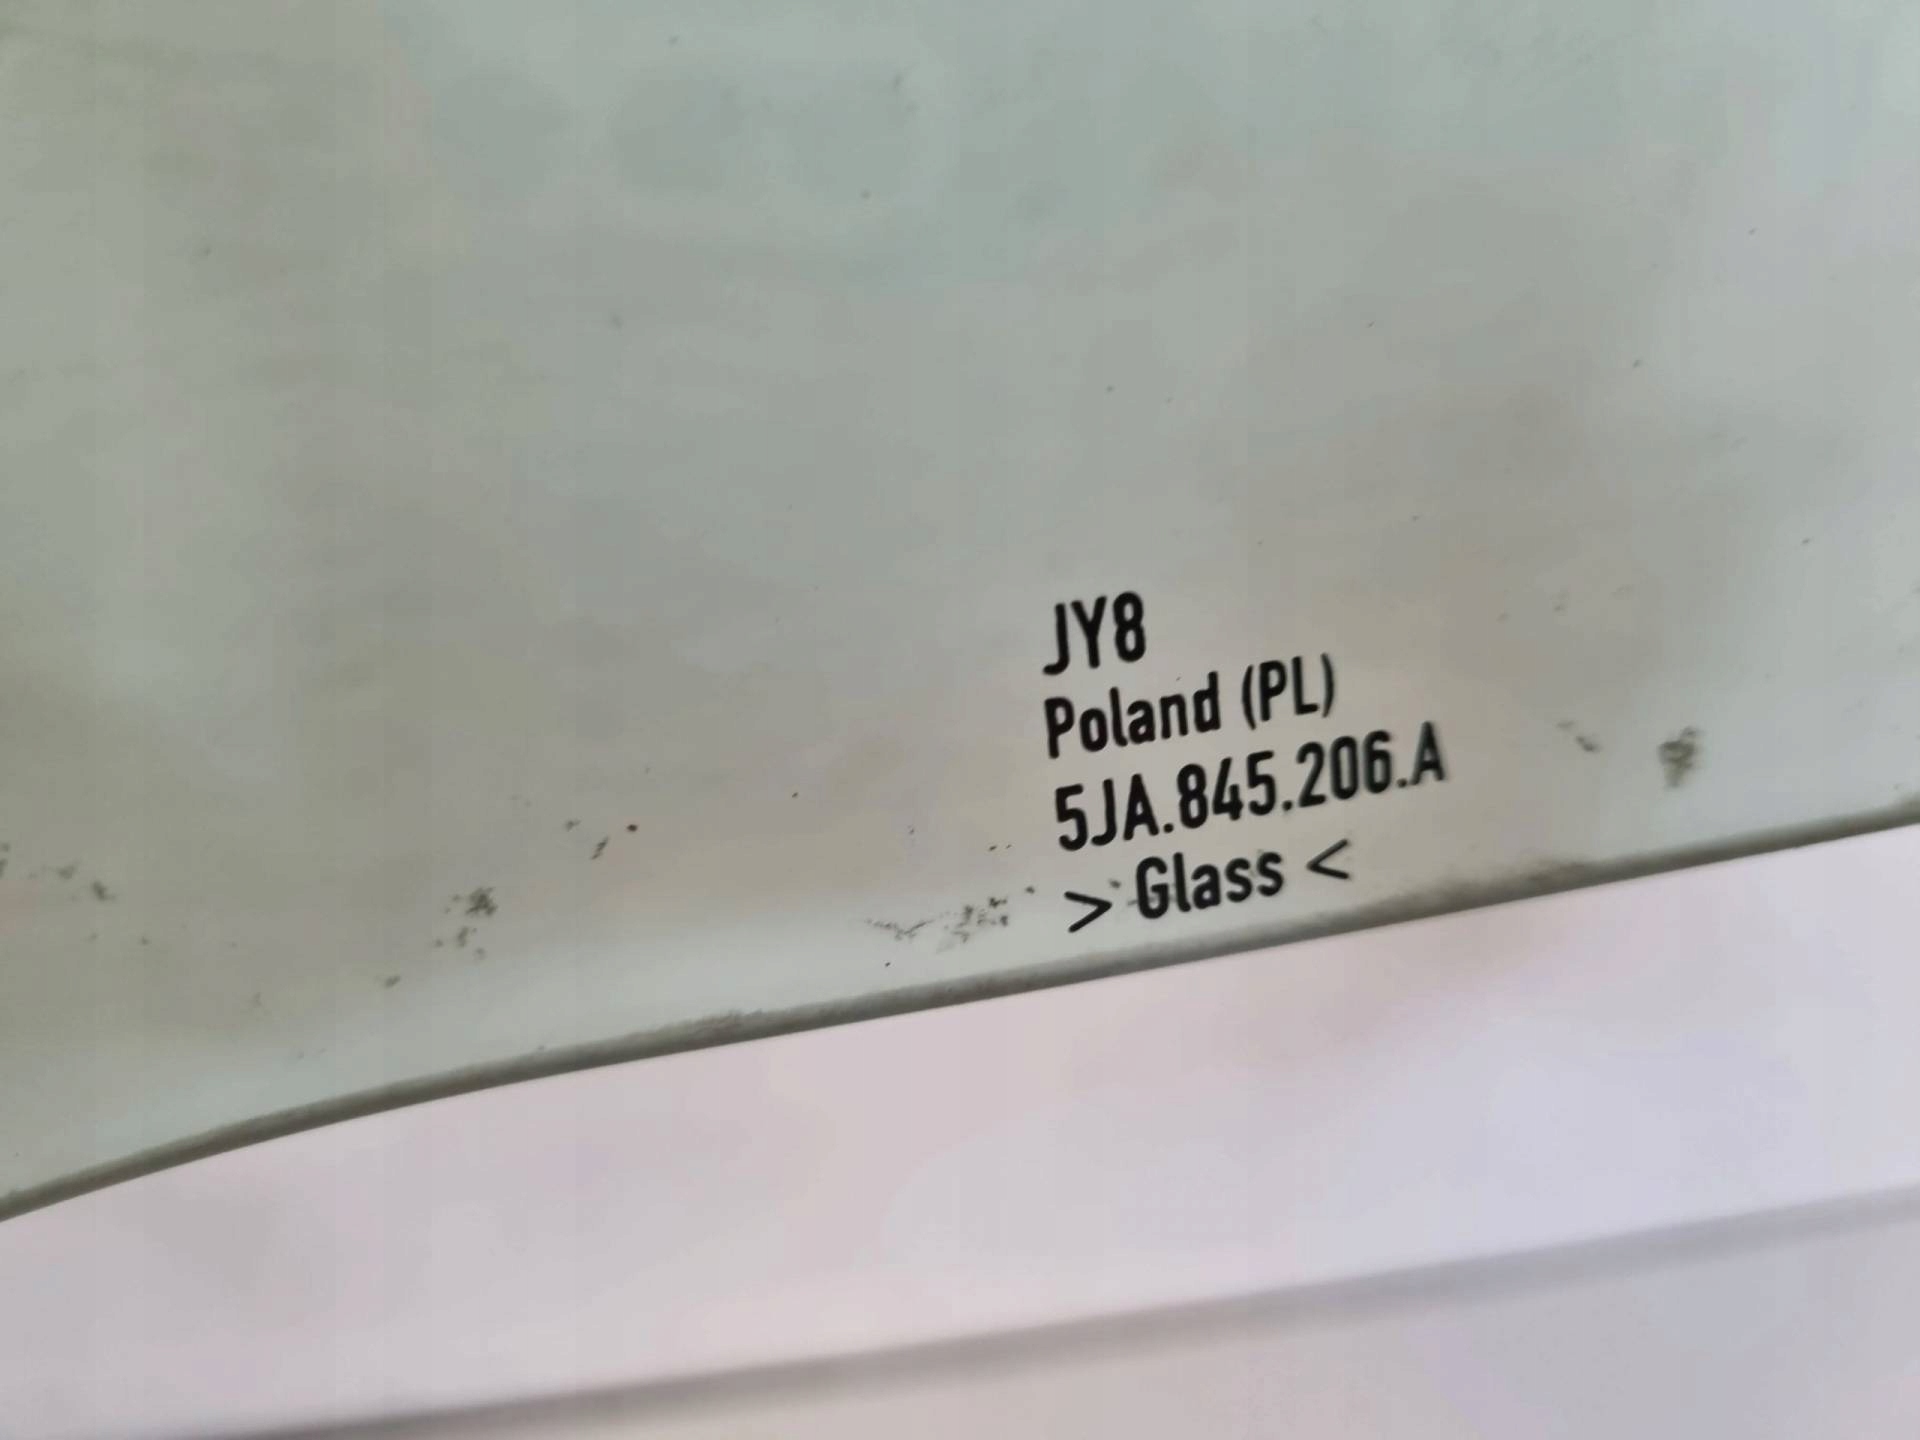 JY8
Poland (PL)
5JA.845.206.A
> Glass <